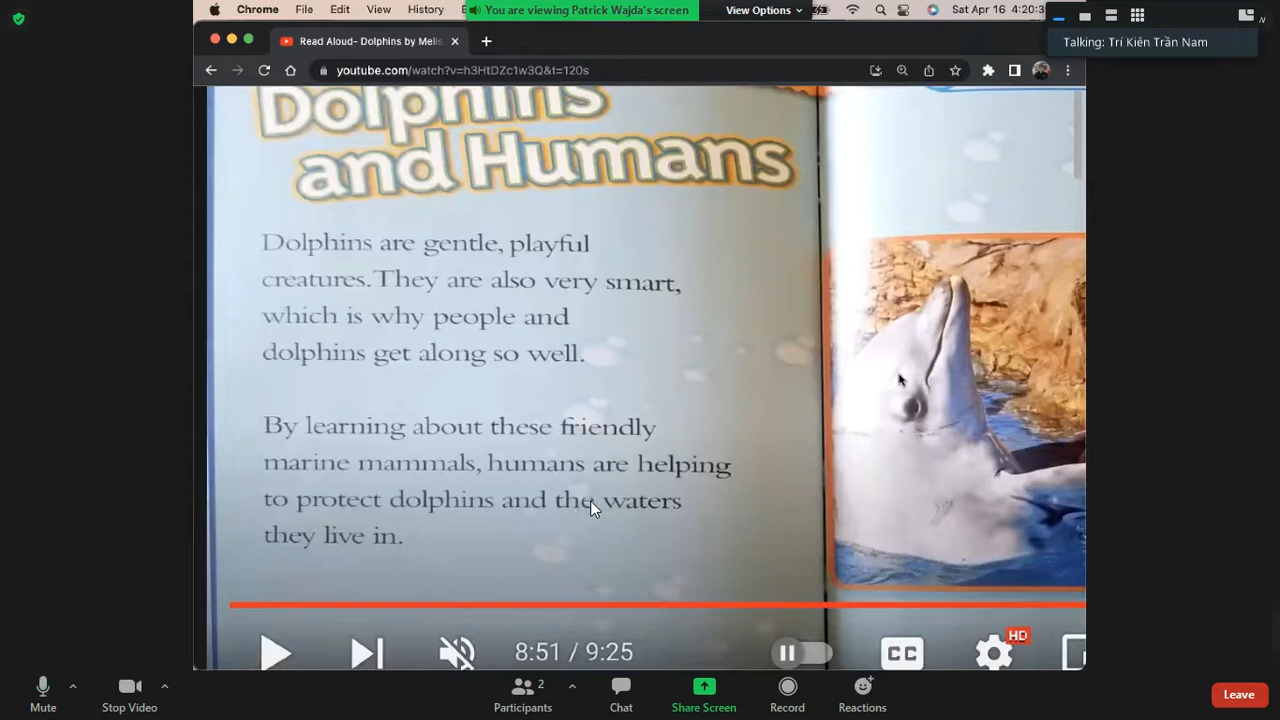 Chrome File Edit View History
You are viewing Patrick Wajda's screen
View Options
Sat Apr 16 4:20:3
Talking: Trí Kiên Trần Nam
Read Aloud- Dolphins by Melis
youtube.com/watch?v=h3HtDZc1w3Q&t=120s
Dolphins
and Humans
Dolphins are gentle, playful
creatures. They are also very smart,
which is why people and
dolphins get along so well.
By learning about these friendly
marine mammals, humans are helping
to protect dolphins and the waters
they live in.
8:51 / 9:25
CC
HD
Mute
Stop Video
2
Participants
Chat
Share Screen
Record
Reactions
Leave